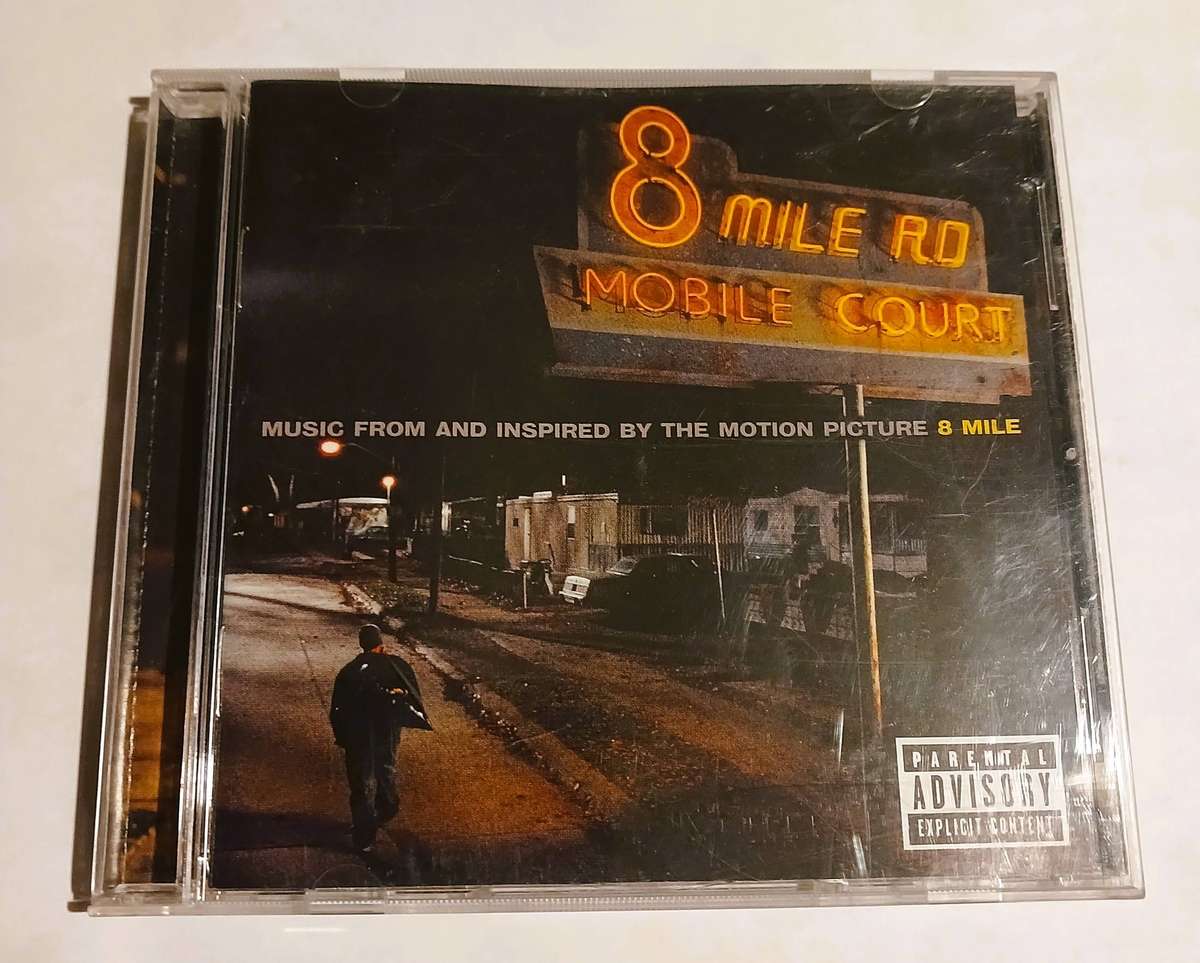 8 MILE RD
MOBILE COURT
MUSIC FROM AND INSPIRED BY THE MOTION PICTURE 8 MILE
PARENTAL
ADVISORY
EXPLICIT CONTENT